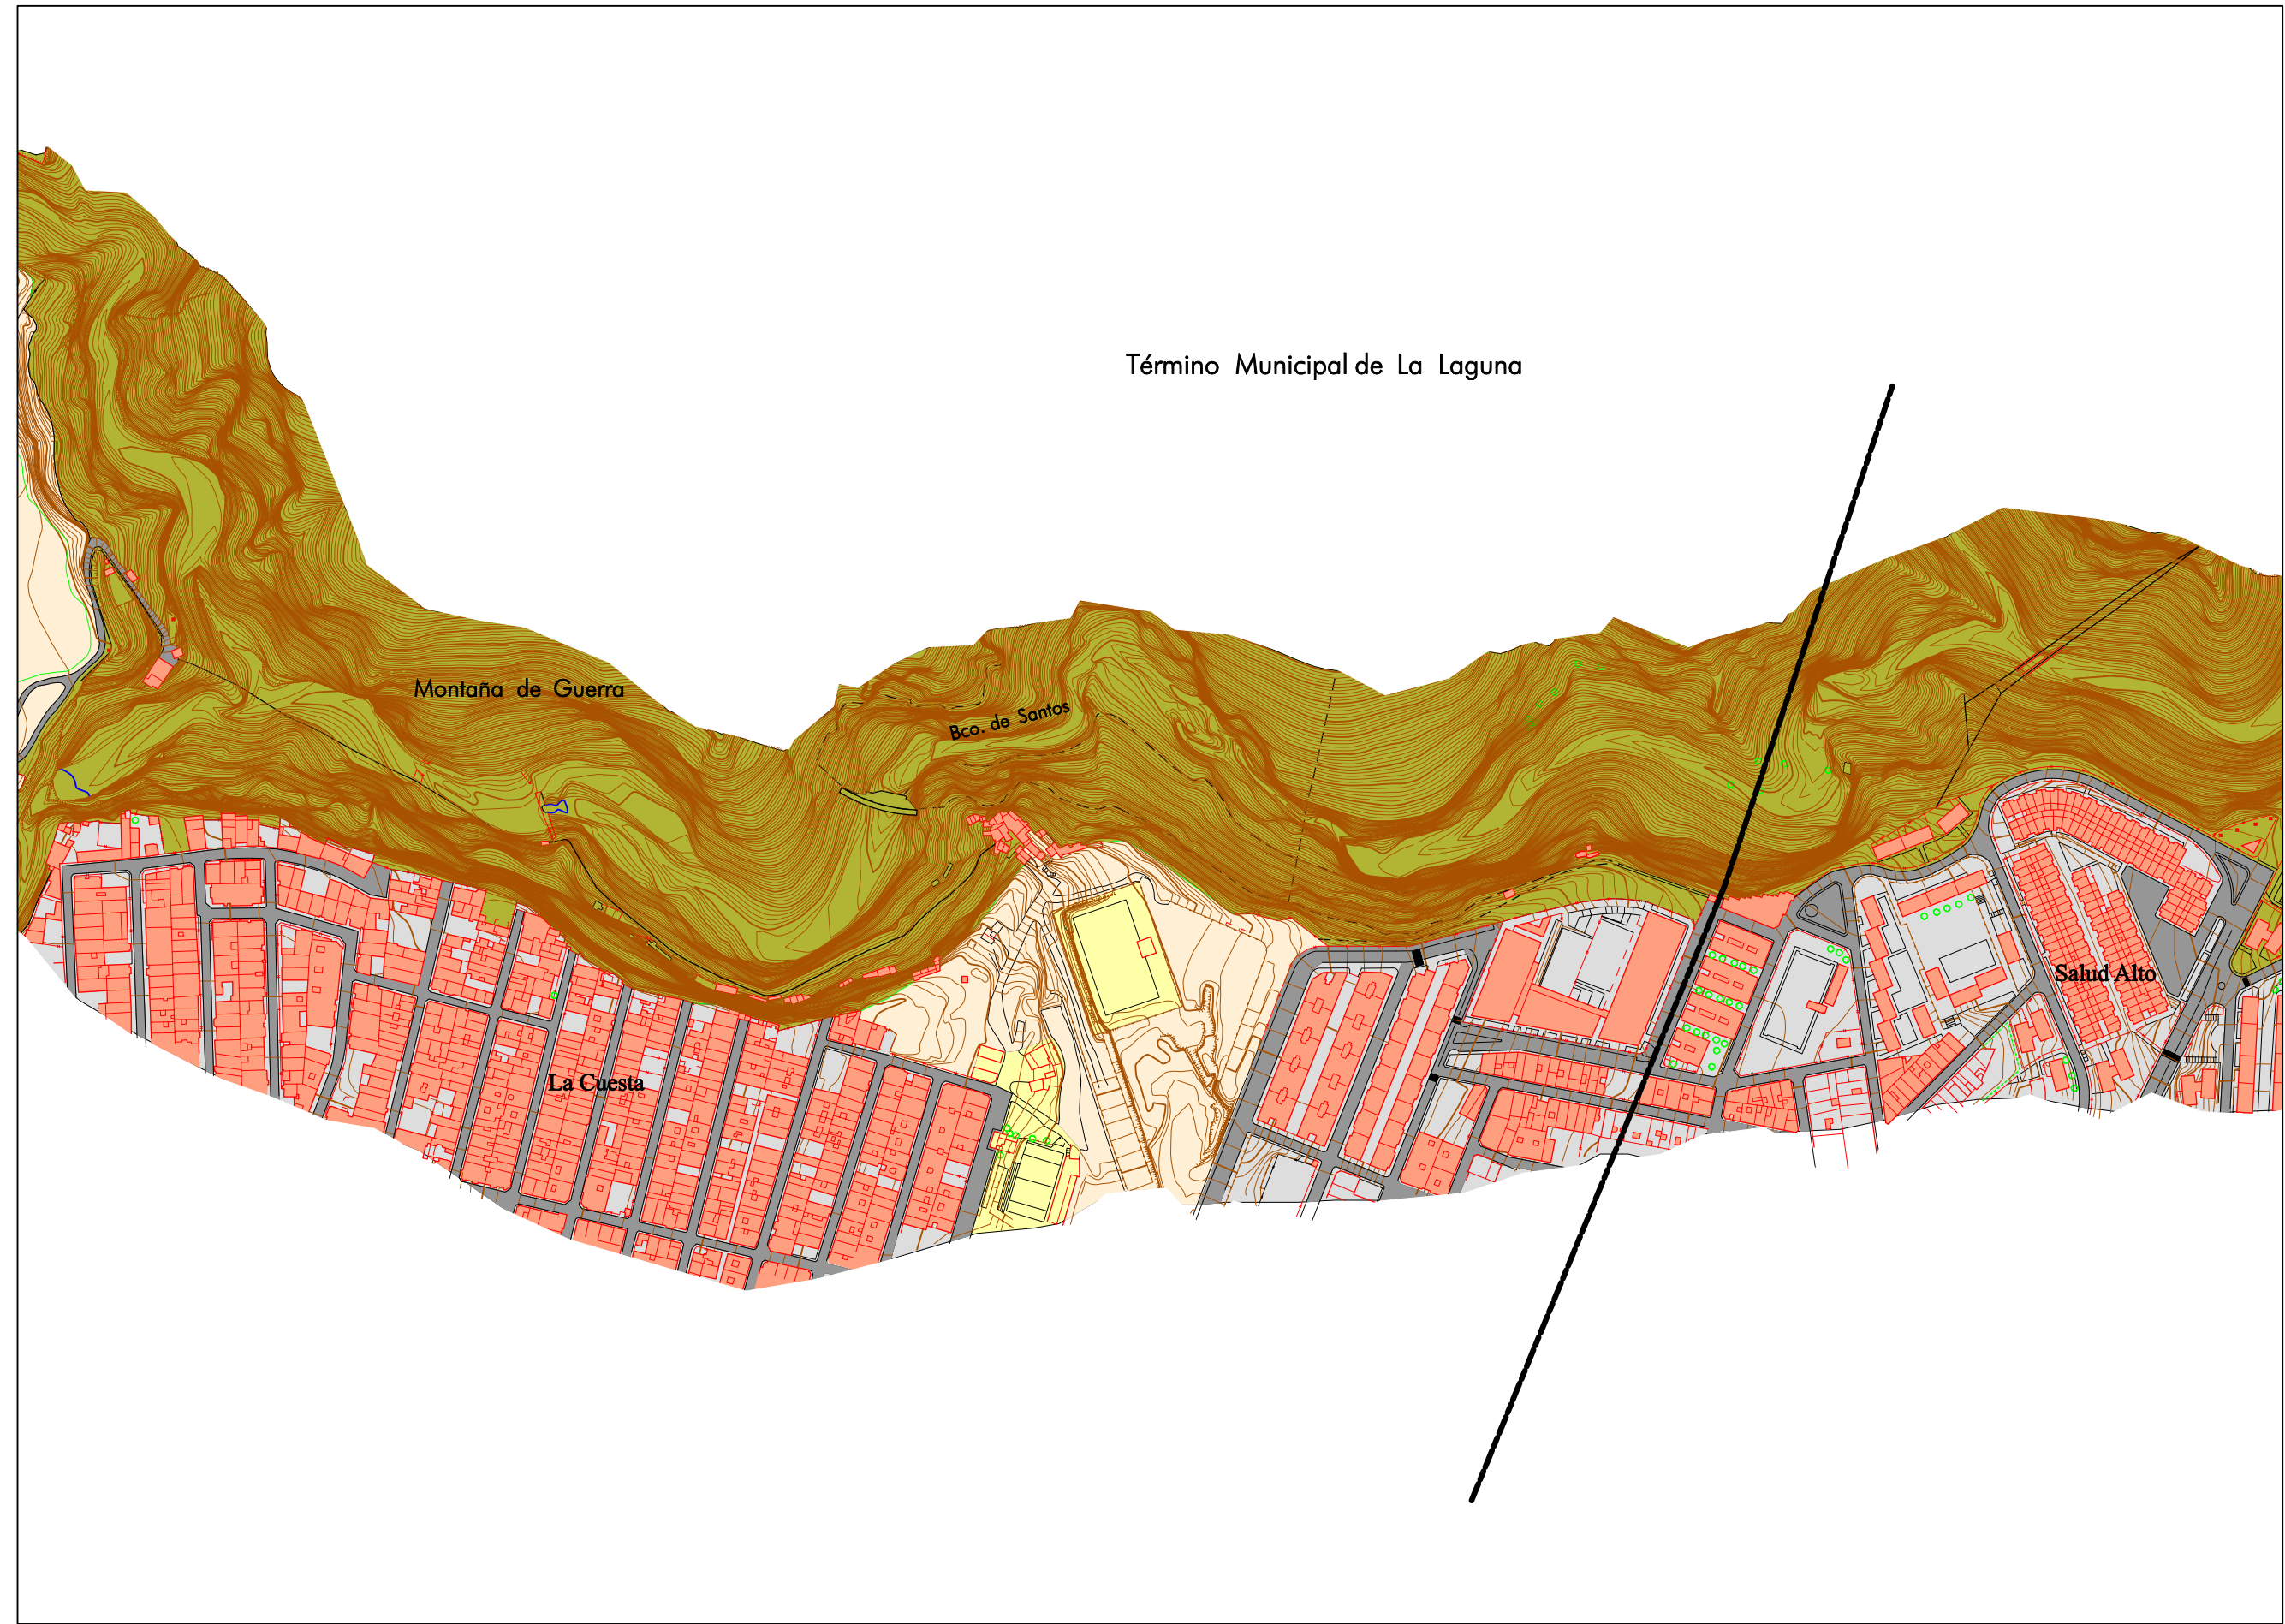 Término Municipal de La Laguna
Montaña de Guerra
Bco. de Santos
Salud Alto
La Cuesta